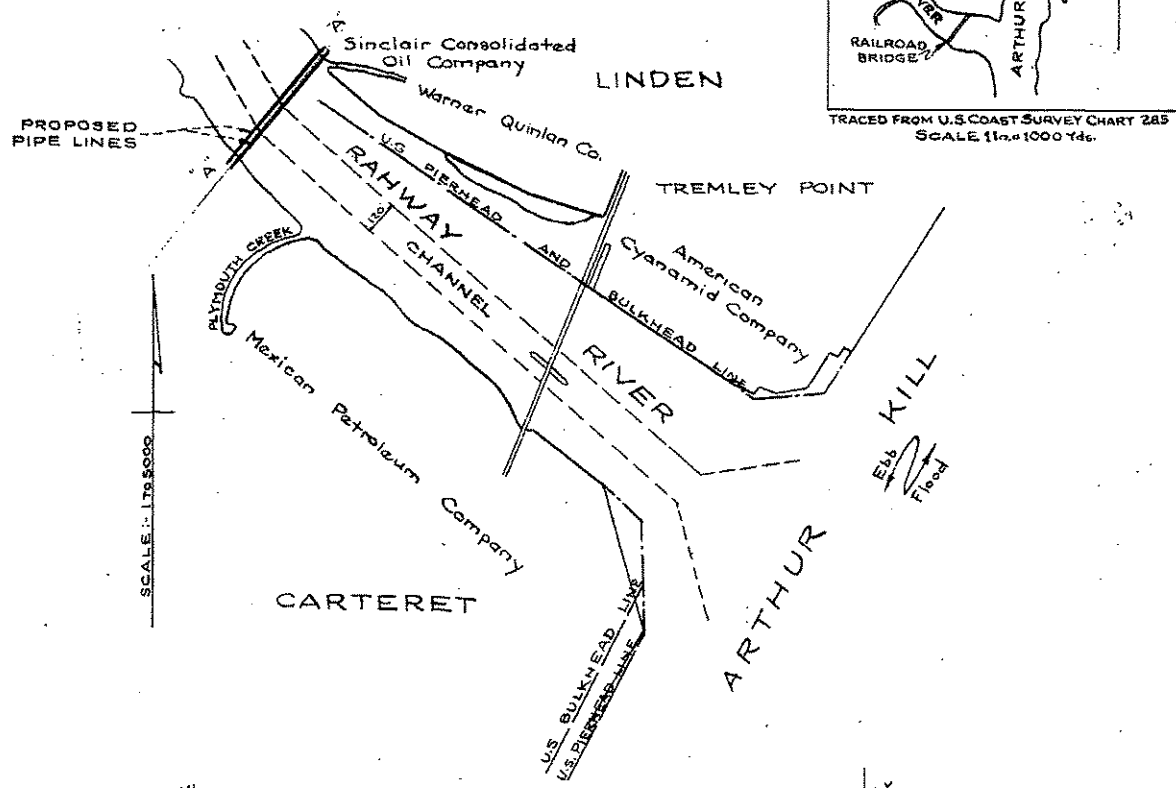 "A"
Sinclair Consolidated
Oil Company
LINDEN
VER
RAILROAD
BRIDGE
ARTHUR
TRACED FROM U.S. COAST SURVEY CHART 285
SCALE 1 in. = 1000 Yds.
PROPOSED
PIPE LINES
"A"
Warner Quinlan Co.
TREMLEY POINT
U.S PIERHEAD AND BULKHEAD LINE
RAHWAY
RIVER
120'
CHANNEL
American
Cyanamid Company
PLYMOUTH CREEK
Mexican Petroleum Company
SCALE:- 1 TO 5000
CARTERET
ARTHUR KILL
Ebb
Flood
U.S BULKHEAD LINE
U.S. PIERHEAD LINE